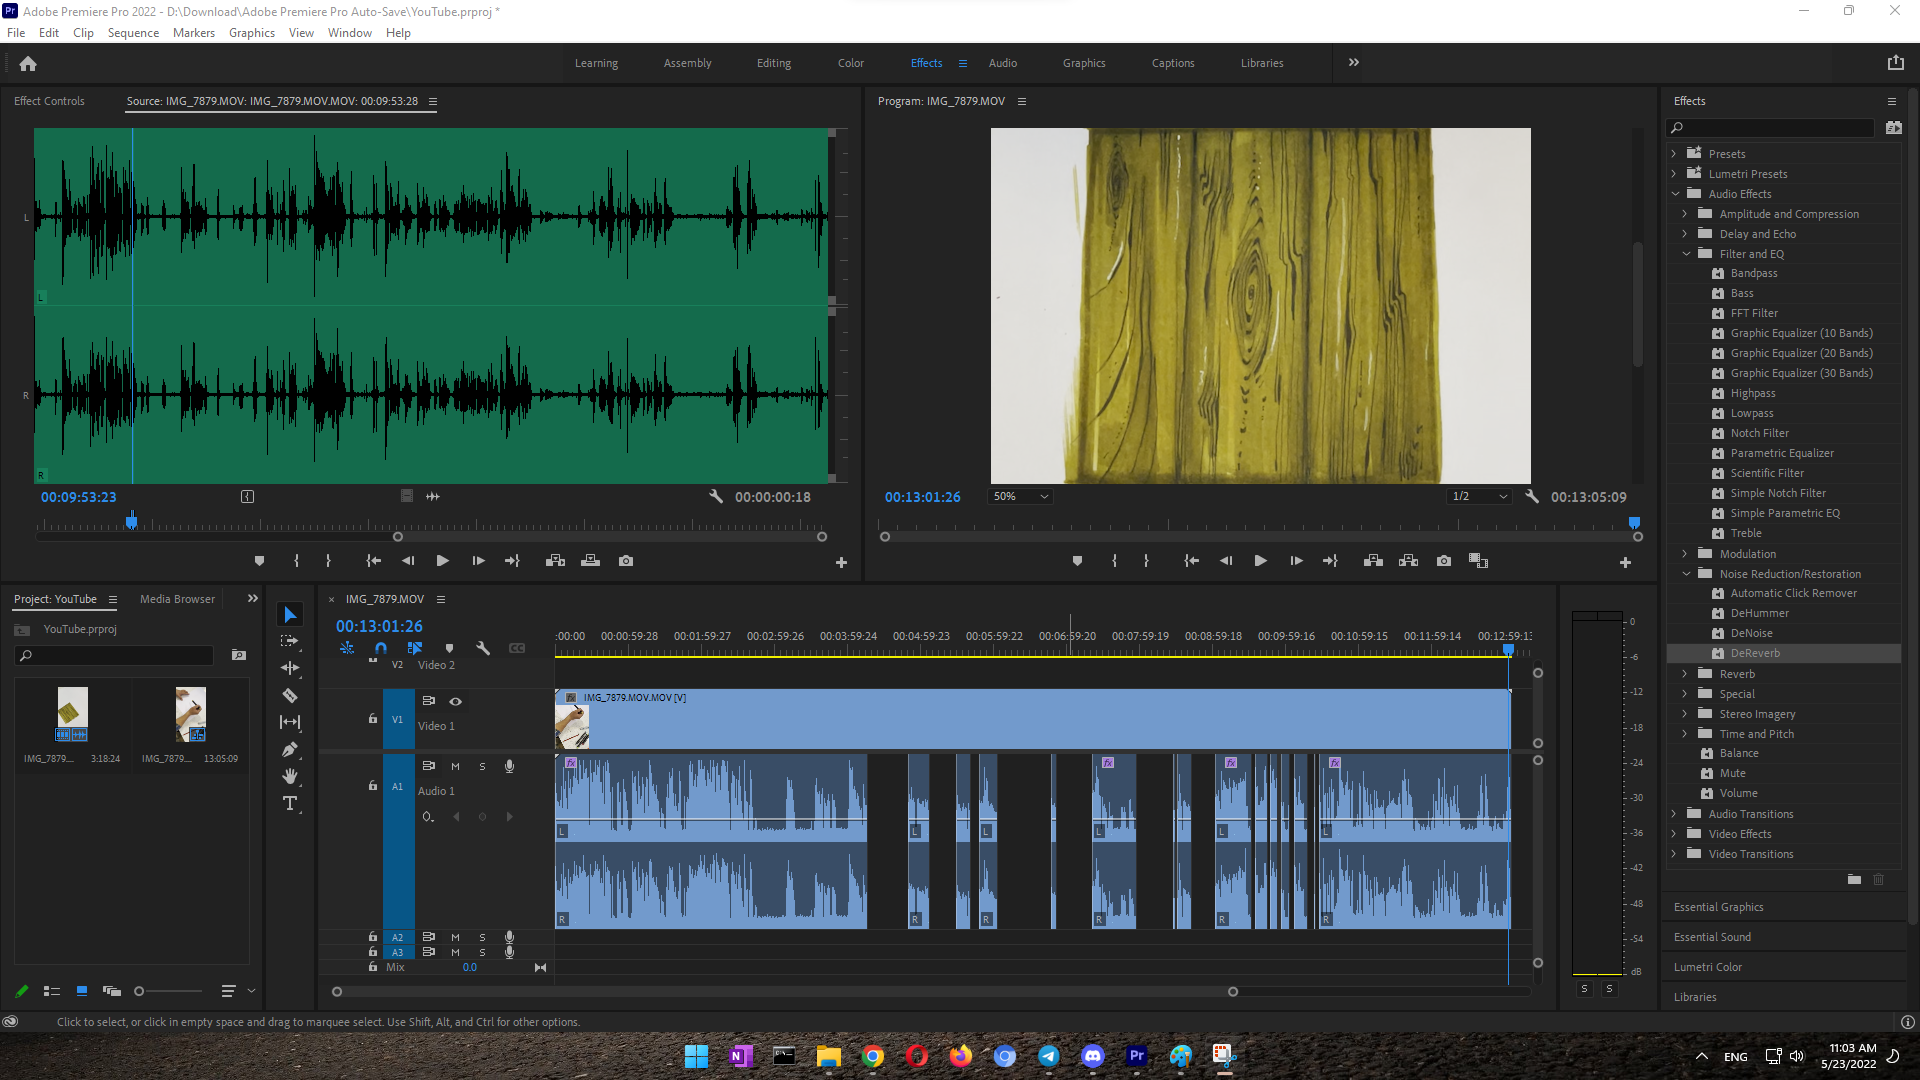 Pr Adobe Premiere Pro 2022 - D:\Download\Adobe Premiere Pro Auto-Save\YouTube.prproj *
File Edit Clip Sequence Markers Graphics View Window Help
Learning Assembly Editing Color Effects Audio Graphics Captions Libraries
Effect Controls Source: IMG_7879.MOV: IMG_7879.MOV.MOV: 00:09:53:28
Program: IMG_7879.MOV
L
L
R
R
00:09:53:23 00:00:00:18
00:13:01:26 50% 1/2 00:13:05:09
Effects
Presets
Lumetri Presets
Audio Effects
Amplitude and Compression
Delay and Echo
Filter and EQ
Bandpass
Bass
FFT Filter
Graphic Equalizer (10 Bands)
Graphic Equalizer (20 Bands)
Graphic Equalizer (30 Bands)
Highpass
Lowpass
Notch Filter
Parametric Equalizer
Scientific Filter
Simple Notch Filter
Simple Parametric EQ
Treble
Modulation
Noise Reduction/Restoration
Automatic Click Remover
DeHummer
DeNoise
DeReverb
Reverb
Special
Stereo Imagery
Time and Pitch
Balance
Mute
Volume
Audio Transitions
Video Effects
Video Transitions
Essential Graphics
Essential Sound
Lumetri Color
Libraries
Project: YouTube Media Browser
YouTube.prproj
IMG_7879.... 3:18:24 IMG_7879.... 13:05:09
T
× IMG_7879.MOV
00:13:01:26
:00:00 00:00:59:28 00:01:59:27 00:02:59:26 00:03:59:24 00:04:59:23 00:05:59:22 00:06:59:20 00:07:59:19 00:08:59:18 00:09:59:16 00:10:59:15 00:11:59:14 00:12:59:13
CC
V2 Video 2
fx IMG_7879.MOV.MOV [V]
V1 Video 1
fx fx fx fx
M S
A1 Audio 1
L L L L L L
R R R R R R
A2 M S
A3 M S
Mix 0.0
0
-6
-12
-18
-24
-30
-36
-42
-48
-54
dB
S S
Click to select, or click in empty space and drag to marquee select. Use Shift, Alt, and Ctrl for other options.
N Pr ENG
11:03 AM
5/23/2022